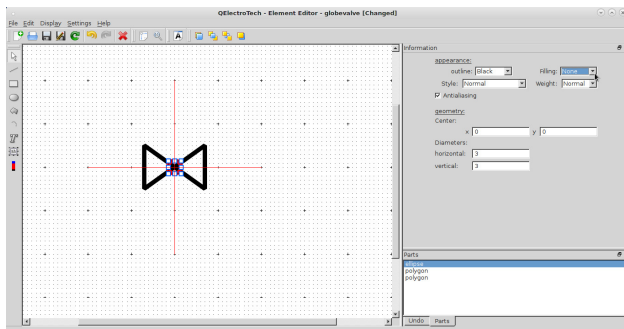 QElectroTech - Element Editor - globevalve [Changed]
File Edit Display Settings Help
A
Information
appearance:
outline: Black Filling: None
Style: Normal Weight: Normal
Antialiasing
geometry:
Center:
x 0 y 0
Diameters:
horizontal: 3
vertical: 3
Parts
ellipse
polygon
polygon
Undo Parts